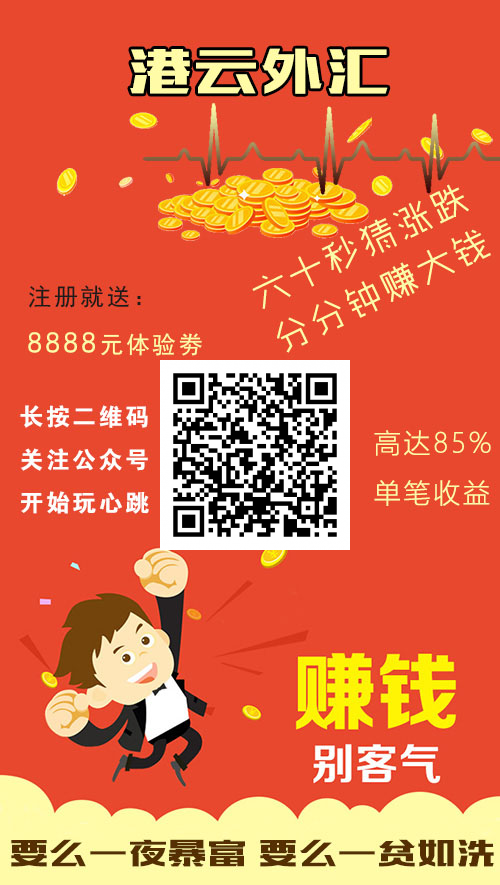 港云外汇
六十秒猜涨跌
分分钟赚大钱
注册就送：
8888元体验劵
长按二维码
关注公众号
开始玩心跳
高达85%
单笔收益
赚钱
别客气
要么一夜暴富 要么一贫如洗